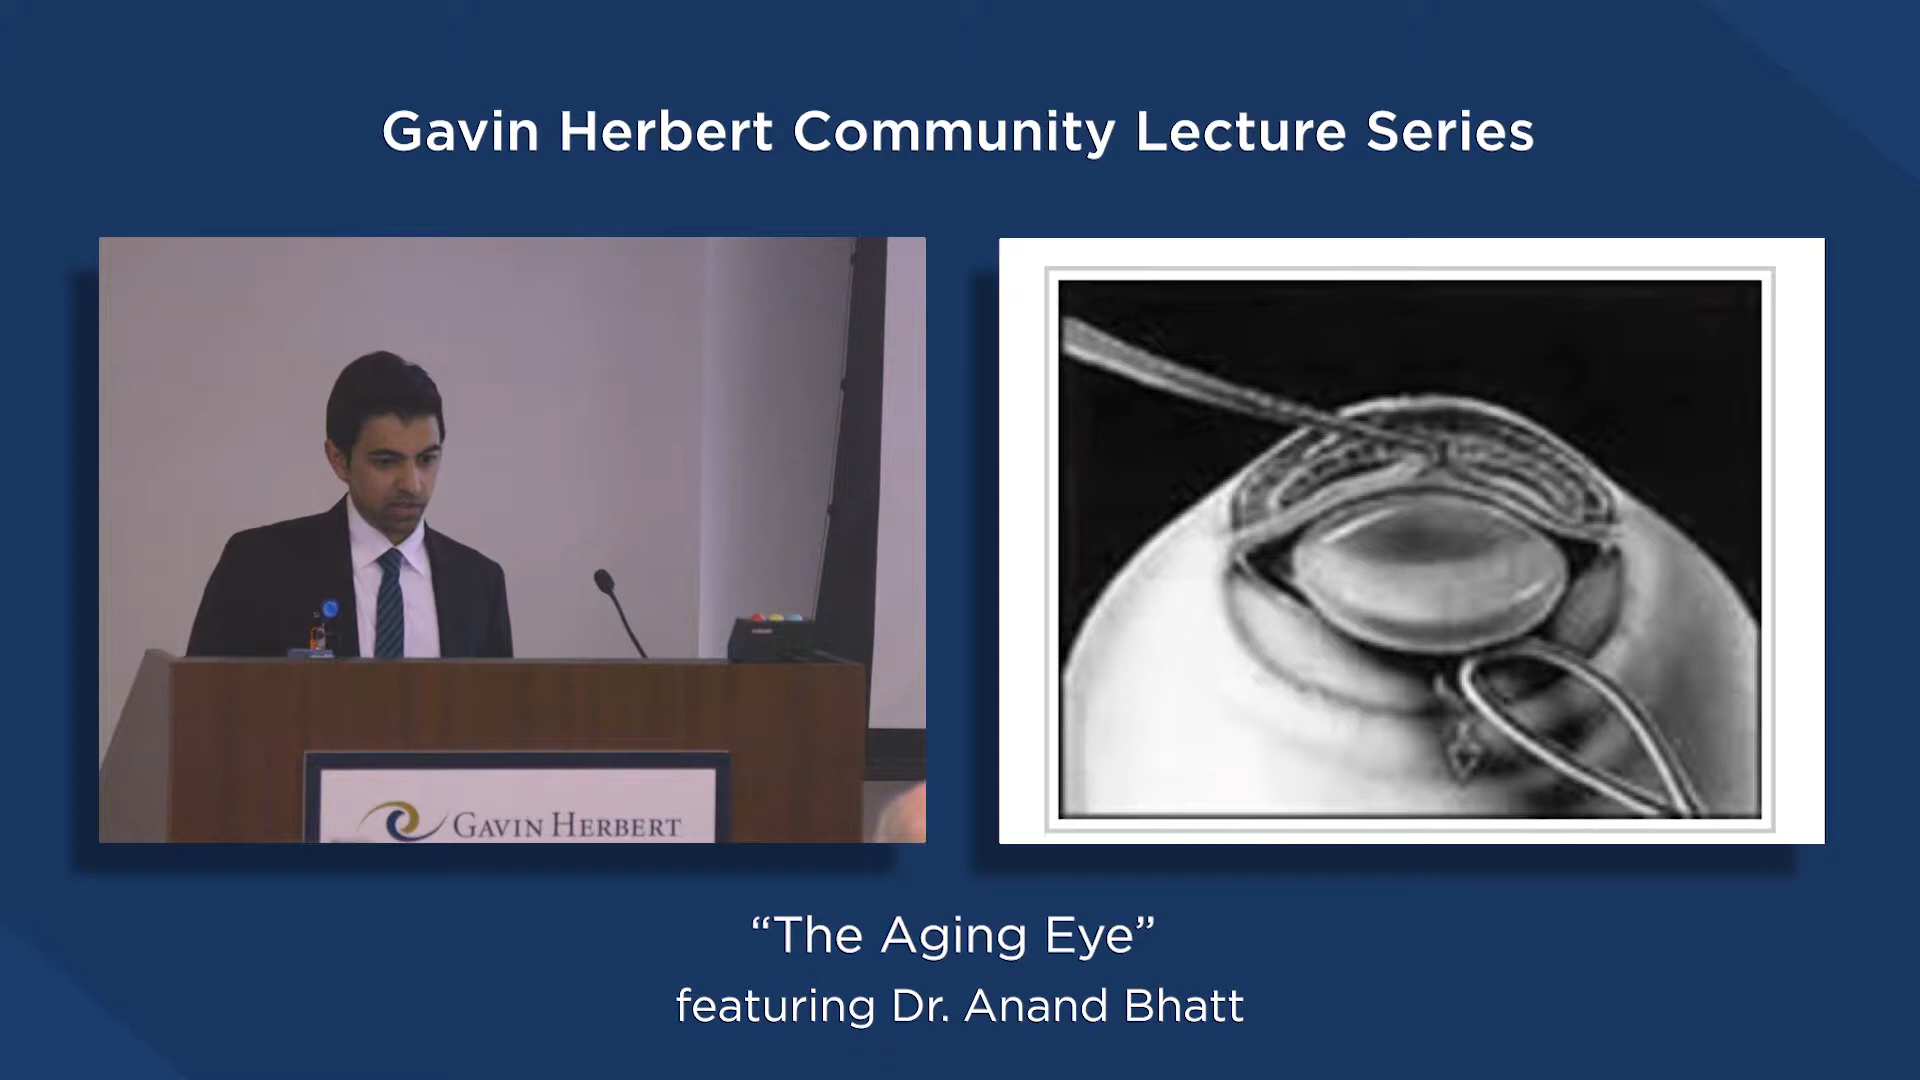 Gavin Herbert Community Lecture Series
GAVIN HERBERT
“The Aging Eye”
featuring Dr. Anand Bhatt